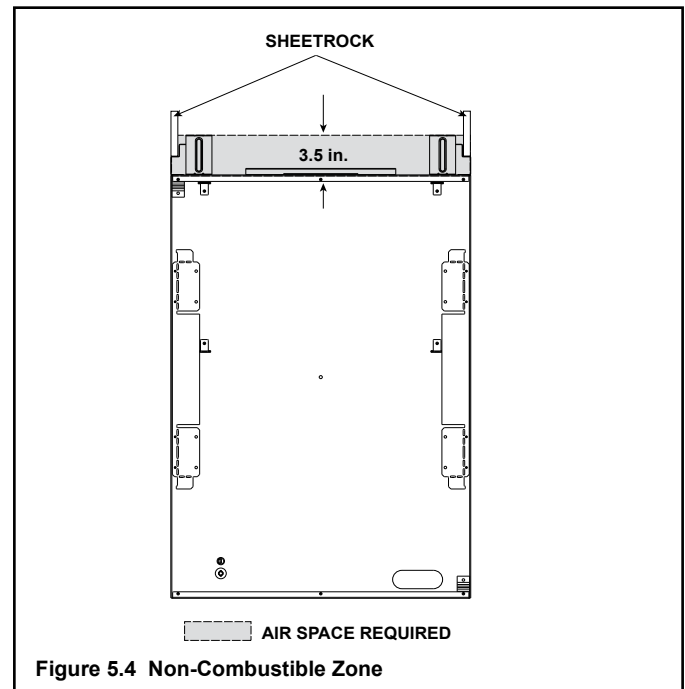 SHEETROCK
3.5 in.
AIR SPACE REQUIRED
Figure 5.4 Non-Combustible Zone